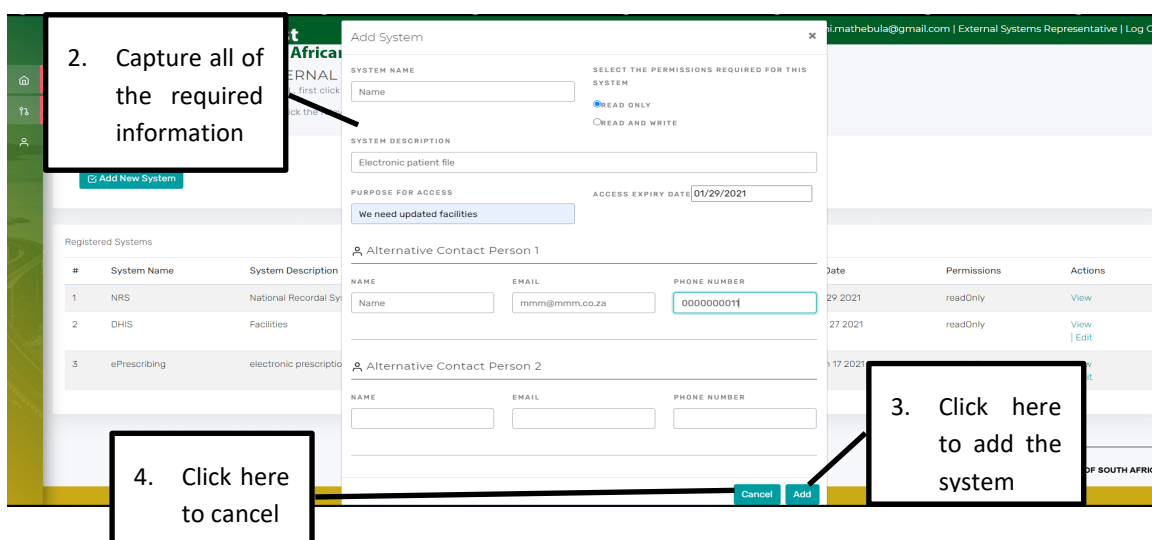 2. Capture all of
the required
information
t
Africa
ERNAL
, first click
ick the
i.mathebula@gmail.com | External Systems Representative | Log O
Add System
×
SYSTEM NAME
Name
SELECT THE PERMISSIONS REQUIRED FOR THIS
SYSTEM
READ ONLY
READ AND WRITE
SYSTEM DESCRIPTION
Electronic patient file
PURPOSE FOR ACCESS
We need updated facilities
ACCESS EXPIRY DATE 01/29/2021
Add New System
Alternative Contact Person 1
NAME EMAIL PHONE NUMBER
Name mmm@mmm.co.za 0000000011
Alternative Contact Person 2
NAME EMAIL PHONE NUMBER
Cancel Add
Registered Systems
# System Name System Description Date Permissions Actions
1 NRS National Recordal Sy 29 2021 readOnly View
2 DHIS Facilities 27 2021 readOnly View
| Edit
3 ePrescribing electronic prescriptio 17 2021
3. Click here
to add the
system
4. Click here
to cancel
OF SOUTH AFRI